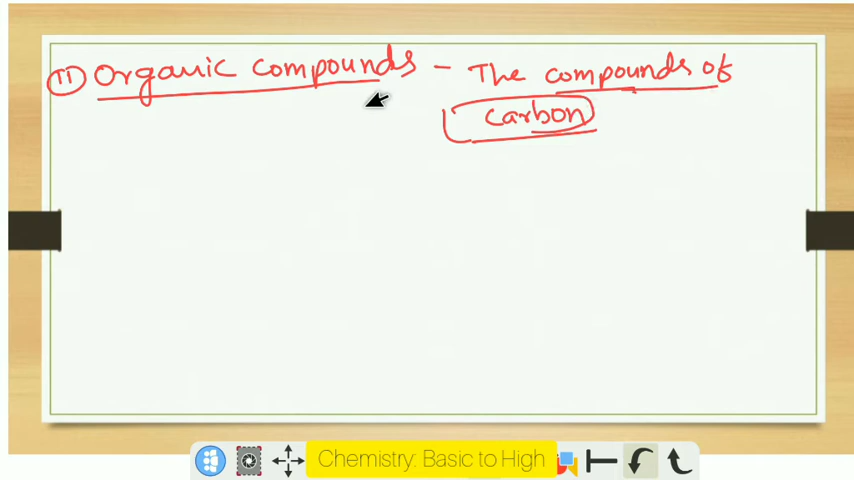 (ii) Organic compounds - The compounds of
carbon
Chemistry: Basic to High